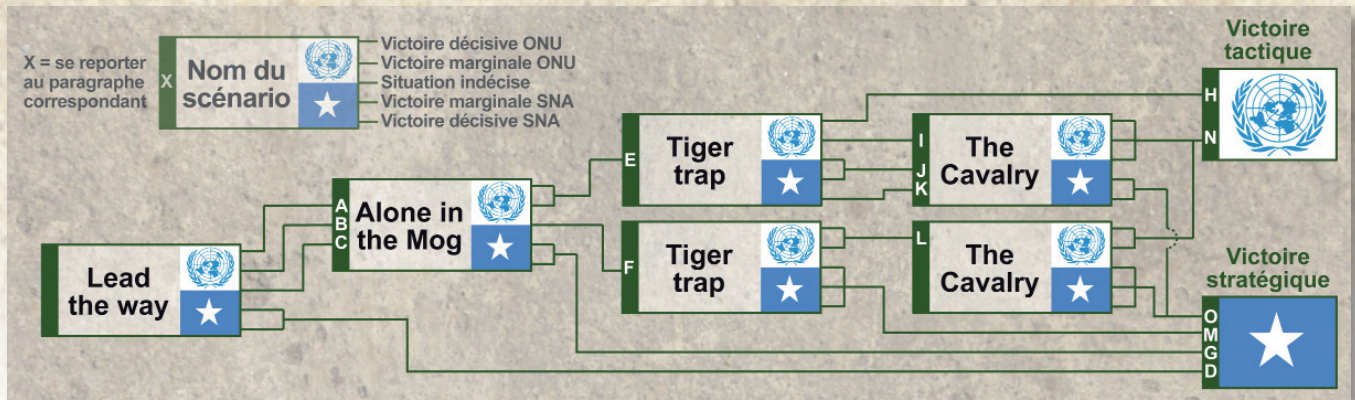 X = se reporter
au paragraphe
correspondant
X
Nom du
scénario
Victoire décisive ONU
Victoire marginale ONU
Situation indécise
Victoire marginale SNA
Victoire décisive SNA
Lead
the way
A
B
C
Alone in
the Mog
E
Tiger
trap
F
Tiger
trap
I
J
K
The
Cavalry
L
The
Cavalry
Victoire
tactique
H
N
Victoire
stratégique
O
M
G
D